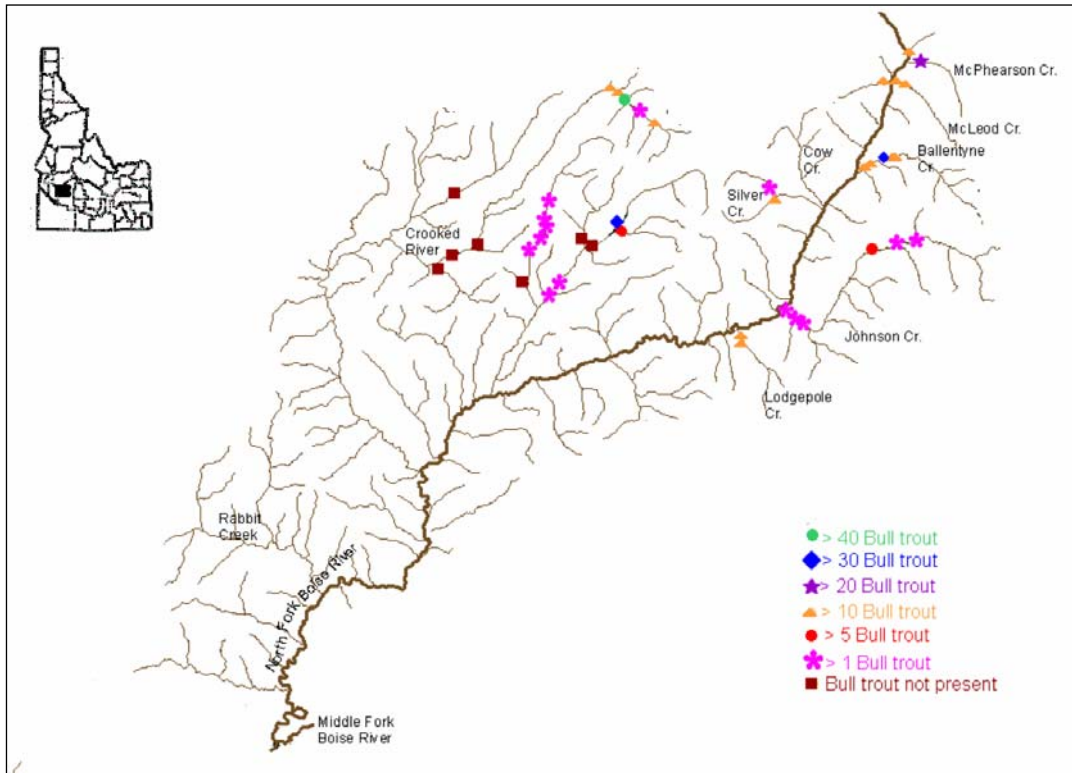 McPhearson Cr.
McLeod Cr.
Cow
Cr.
Ballentyne
Cr.
Silver
Cr.
Crooked
River
Johnson Cr.
Lodgepole
Cr.
Rabbit
Creek
North Fork Boise River
Middle Fork
Boise River
> 40 Bull trout
> 30 Bull trout
> 20 Bull trout
> 10 Bull trout
> 5 Bull trout
> 1 Bull trout
Bull trout not present